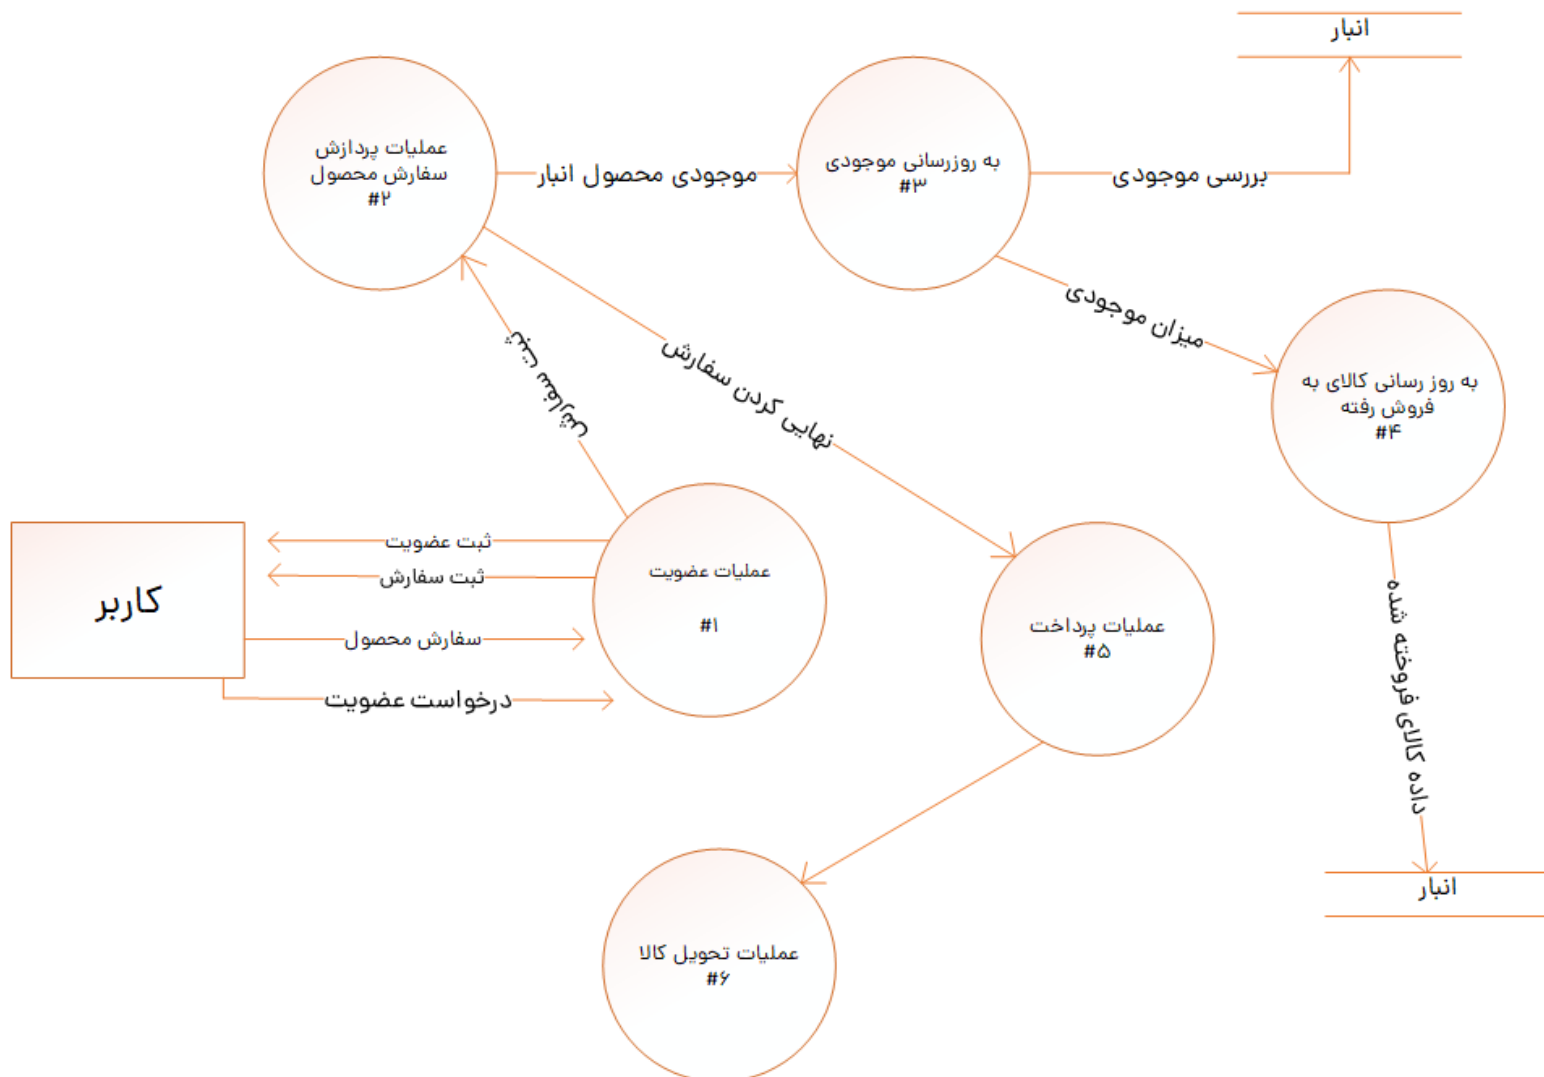 انبار
عملیات پردازش
سفارش محصول
#۲
موجودی محصول انبار
به روزرسانی موجودی
#۳
بررسی موجودی
میزان موجودی
به روز رسانی کالای به
فروش رفته
#۴
ثبت سفارش
نهایی کردن سفارش
کاربر
ثبت عضویت
ثبت سفارش
سفارش محصول
درخواست عضویت
عملیات عضویت
#۱
عملیات پرداخت
#۵
داده کالای فروخته شده
انبار
عملیات تحویل کالا
#۶